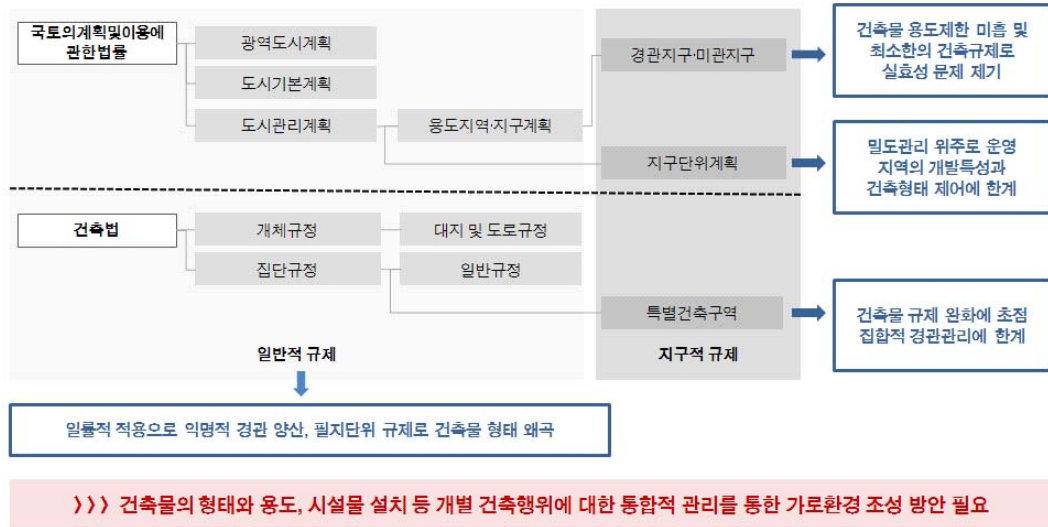 국토의계획및이용에
관한법률
광역도시계획
도시기본계획
도시관리계획
용도지역·지구계획
경관지구·미관지구
지구단위계획
건축물 용도제한 미흡 및
최소한의 건축규제로
실효성 문제 제기
밀도관리 위주로 운영
지역의 개발특성과
건축형태 제어에 한계
건축법
개체규정
대지 및 도로규정
집단규정
일반규정
특별건축구역
건축물 규제 완화에 초점
집합적 경관관리에 한계
일반적 규제
지구적 규제
일률적 적용으로 익명적 경관 양산, 필지단위 규제로 건축물 형태 왜곡
>>> 건축물의 형태와 용도, 시설물 설치 등 개별 건축행위에 대한 통합적 관리를 통한 가로환경 조성 방안 필요